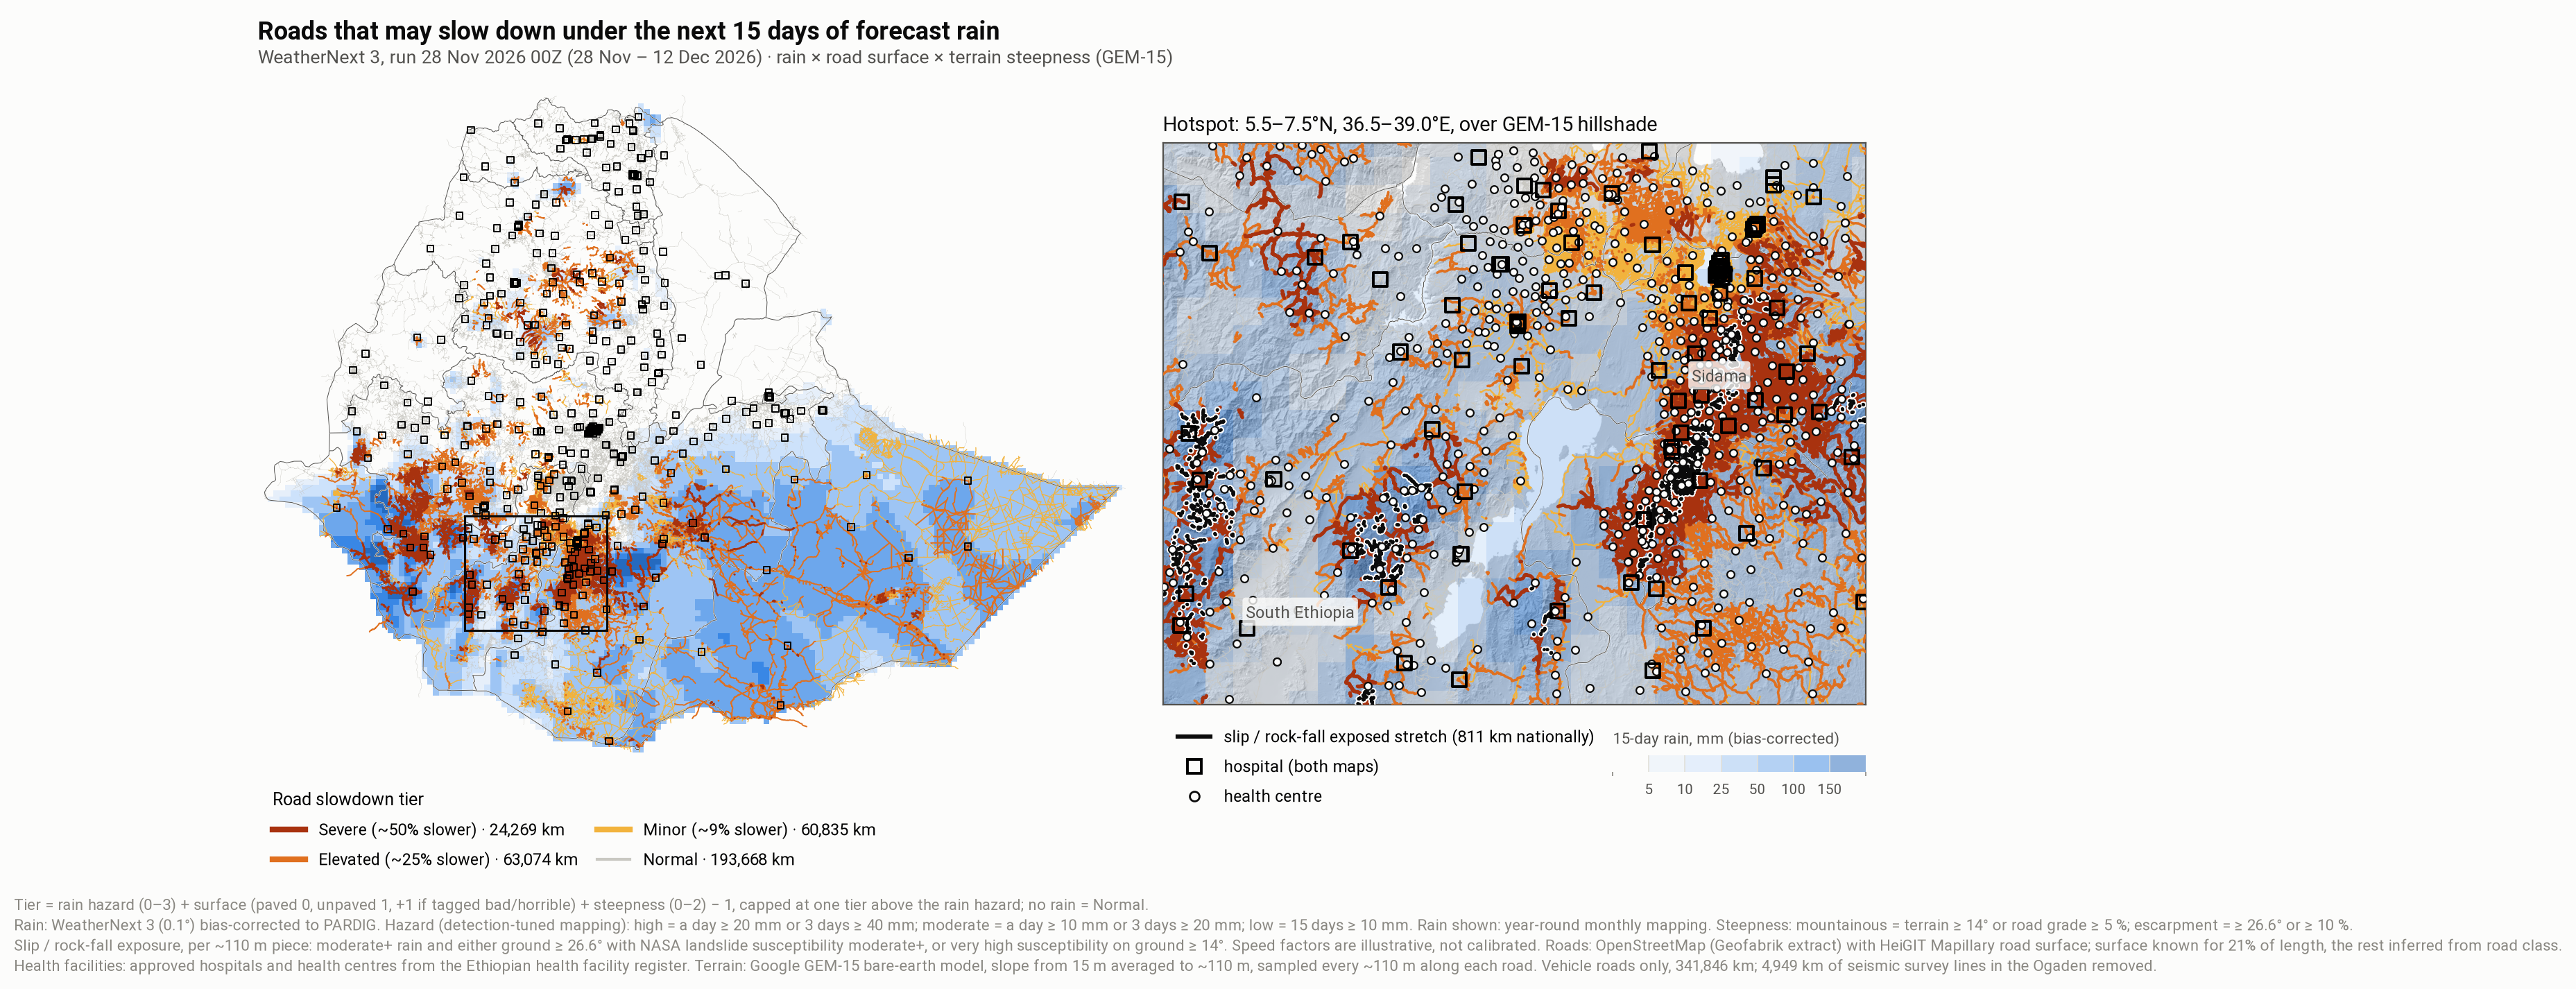 Roads that may slow down under the next 15 days of forecast rain
WeatherNext 3, run 28 Nov 2026 00Z (28 Nov – 12 Dec 2026) · rain × road surface × terrain steepness (GEM-15)
Hotspot: 5.5–7.5°N, 36.5–39.0°E, over GEM-15 hillshade
Sidama
South Ethiopia
slip / rock-fall exposed stretch (811 km nationally)
hospital (both maps)
health centre
15-day rain, mm (bias-corrected)
5 10 25 50 100 150
Road slowdown tier
Severe (~50% slower) · 24,269 km
Minor (~9% slower) · 60,835 km
Elevated (~25% slower) · 63,074 km
Normal · 193,668 km
Tier = rain hazard (0–3) + surface (paved 0, unpaved 1, +1 if tagged bad/horrible) + steepness (0–2) − 1, capped at one tier above the rain hazard; no rain = Normal.
Rain: WeatherNext 3 (0.1°) bias-corrected to PARDIG. Hazard (detection-tuned mapping): high = a day ≥ 20 mm or 3 days ≥ 40 mm; moderate = a day ≥ 10 mm or 3 days ≥ 20 mm; low = 15 days ≥ 10 mm. Rain shown: year-round monthly mapping. Steepness: mountainous = terrain ≥ 14° or road grade ≥ 5 %; escarpment = ≥ 26.6° or ≥ 10 %.
Slip / rock-fall exposure, per ~110 m piece: moderate+ rain and either ground ≥ 26.6° with NASA landslide susceptibility moderate+, or very high susceptibility on ground ≥ 14°. Speed factors are illustrative, not calibrated. Roads: OpenStreetMap (Geofabrik extract) with HeiGIT Mapillary road surface; surface known for 21% of length, the rest inferred from road class.
Health facilities: approved hospitals and health centres from the Ethiopian health facility register. Terrain: Google GEM-15 bare-earth model, slope from 15 m averaged to ~110 m, sampled every ~110 m along each road. Vehicle roads only, 341,846 km; 4,949 km of seismic survey lines in the Ogaden removed.